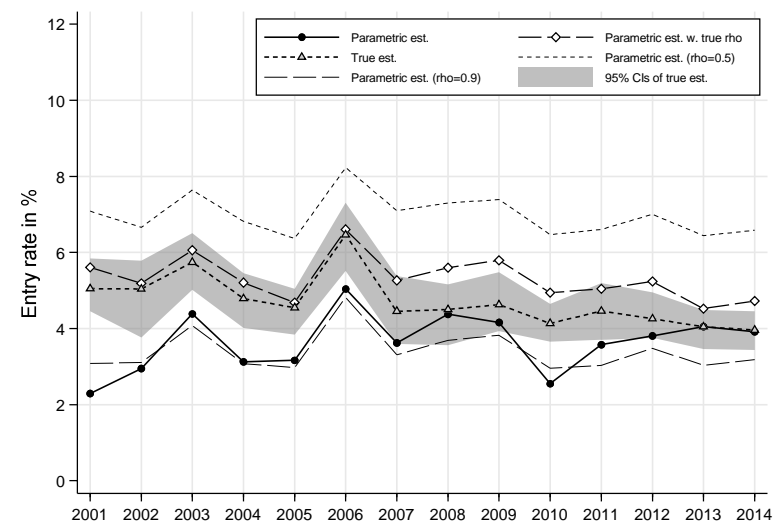 12
10
8
6
4
2
0
Entry rate in %
Parametric est.
Parametric est. w. true rho
True est.
Parametric est. (rho=0.5)
Parametric est. (rho=0.9)
95% CIs of true est.
2001 2002 2003 2004 2005 2006 2007 2008 2009 2010 2011 2012 2013 2014